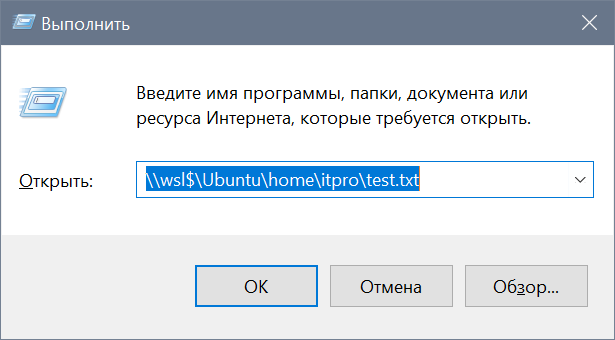 Выполнить
Введите имя программы, папки, документа или
ресурса Интернета, которые требуется открыть.
Открыть: \\wsl$\Ubuntu\home\itpro\test.txt
ОК Отмена Обзор...